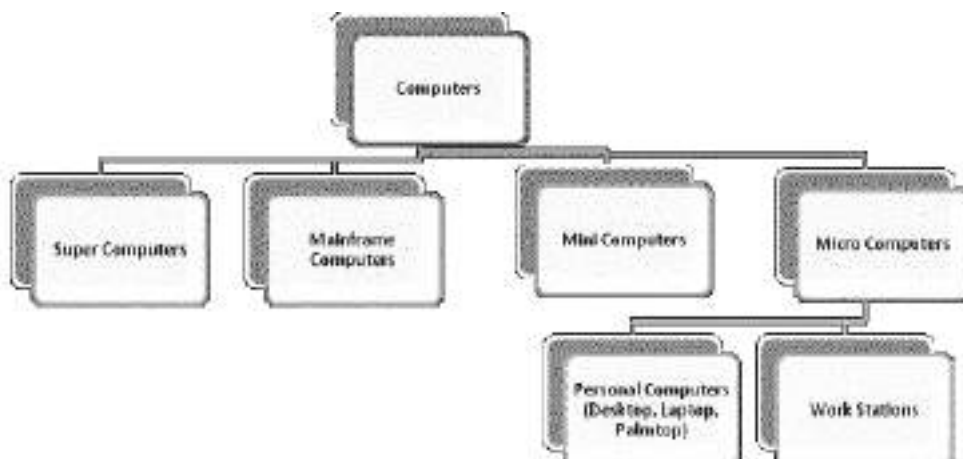 Computers
Super Computers
Mainframe
Computers
Mini Computers
Micro Computers
Personal Computers
(Desktop, Laptop,
Palmtop)
Work Stations